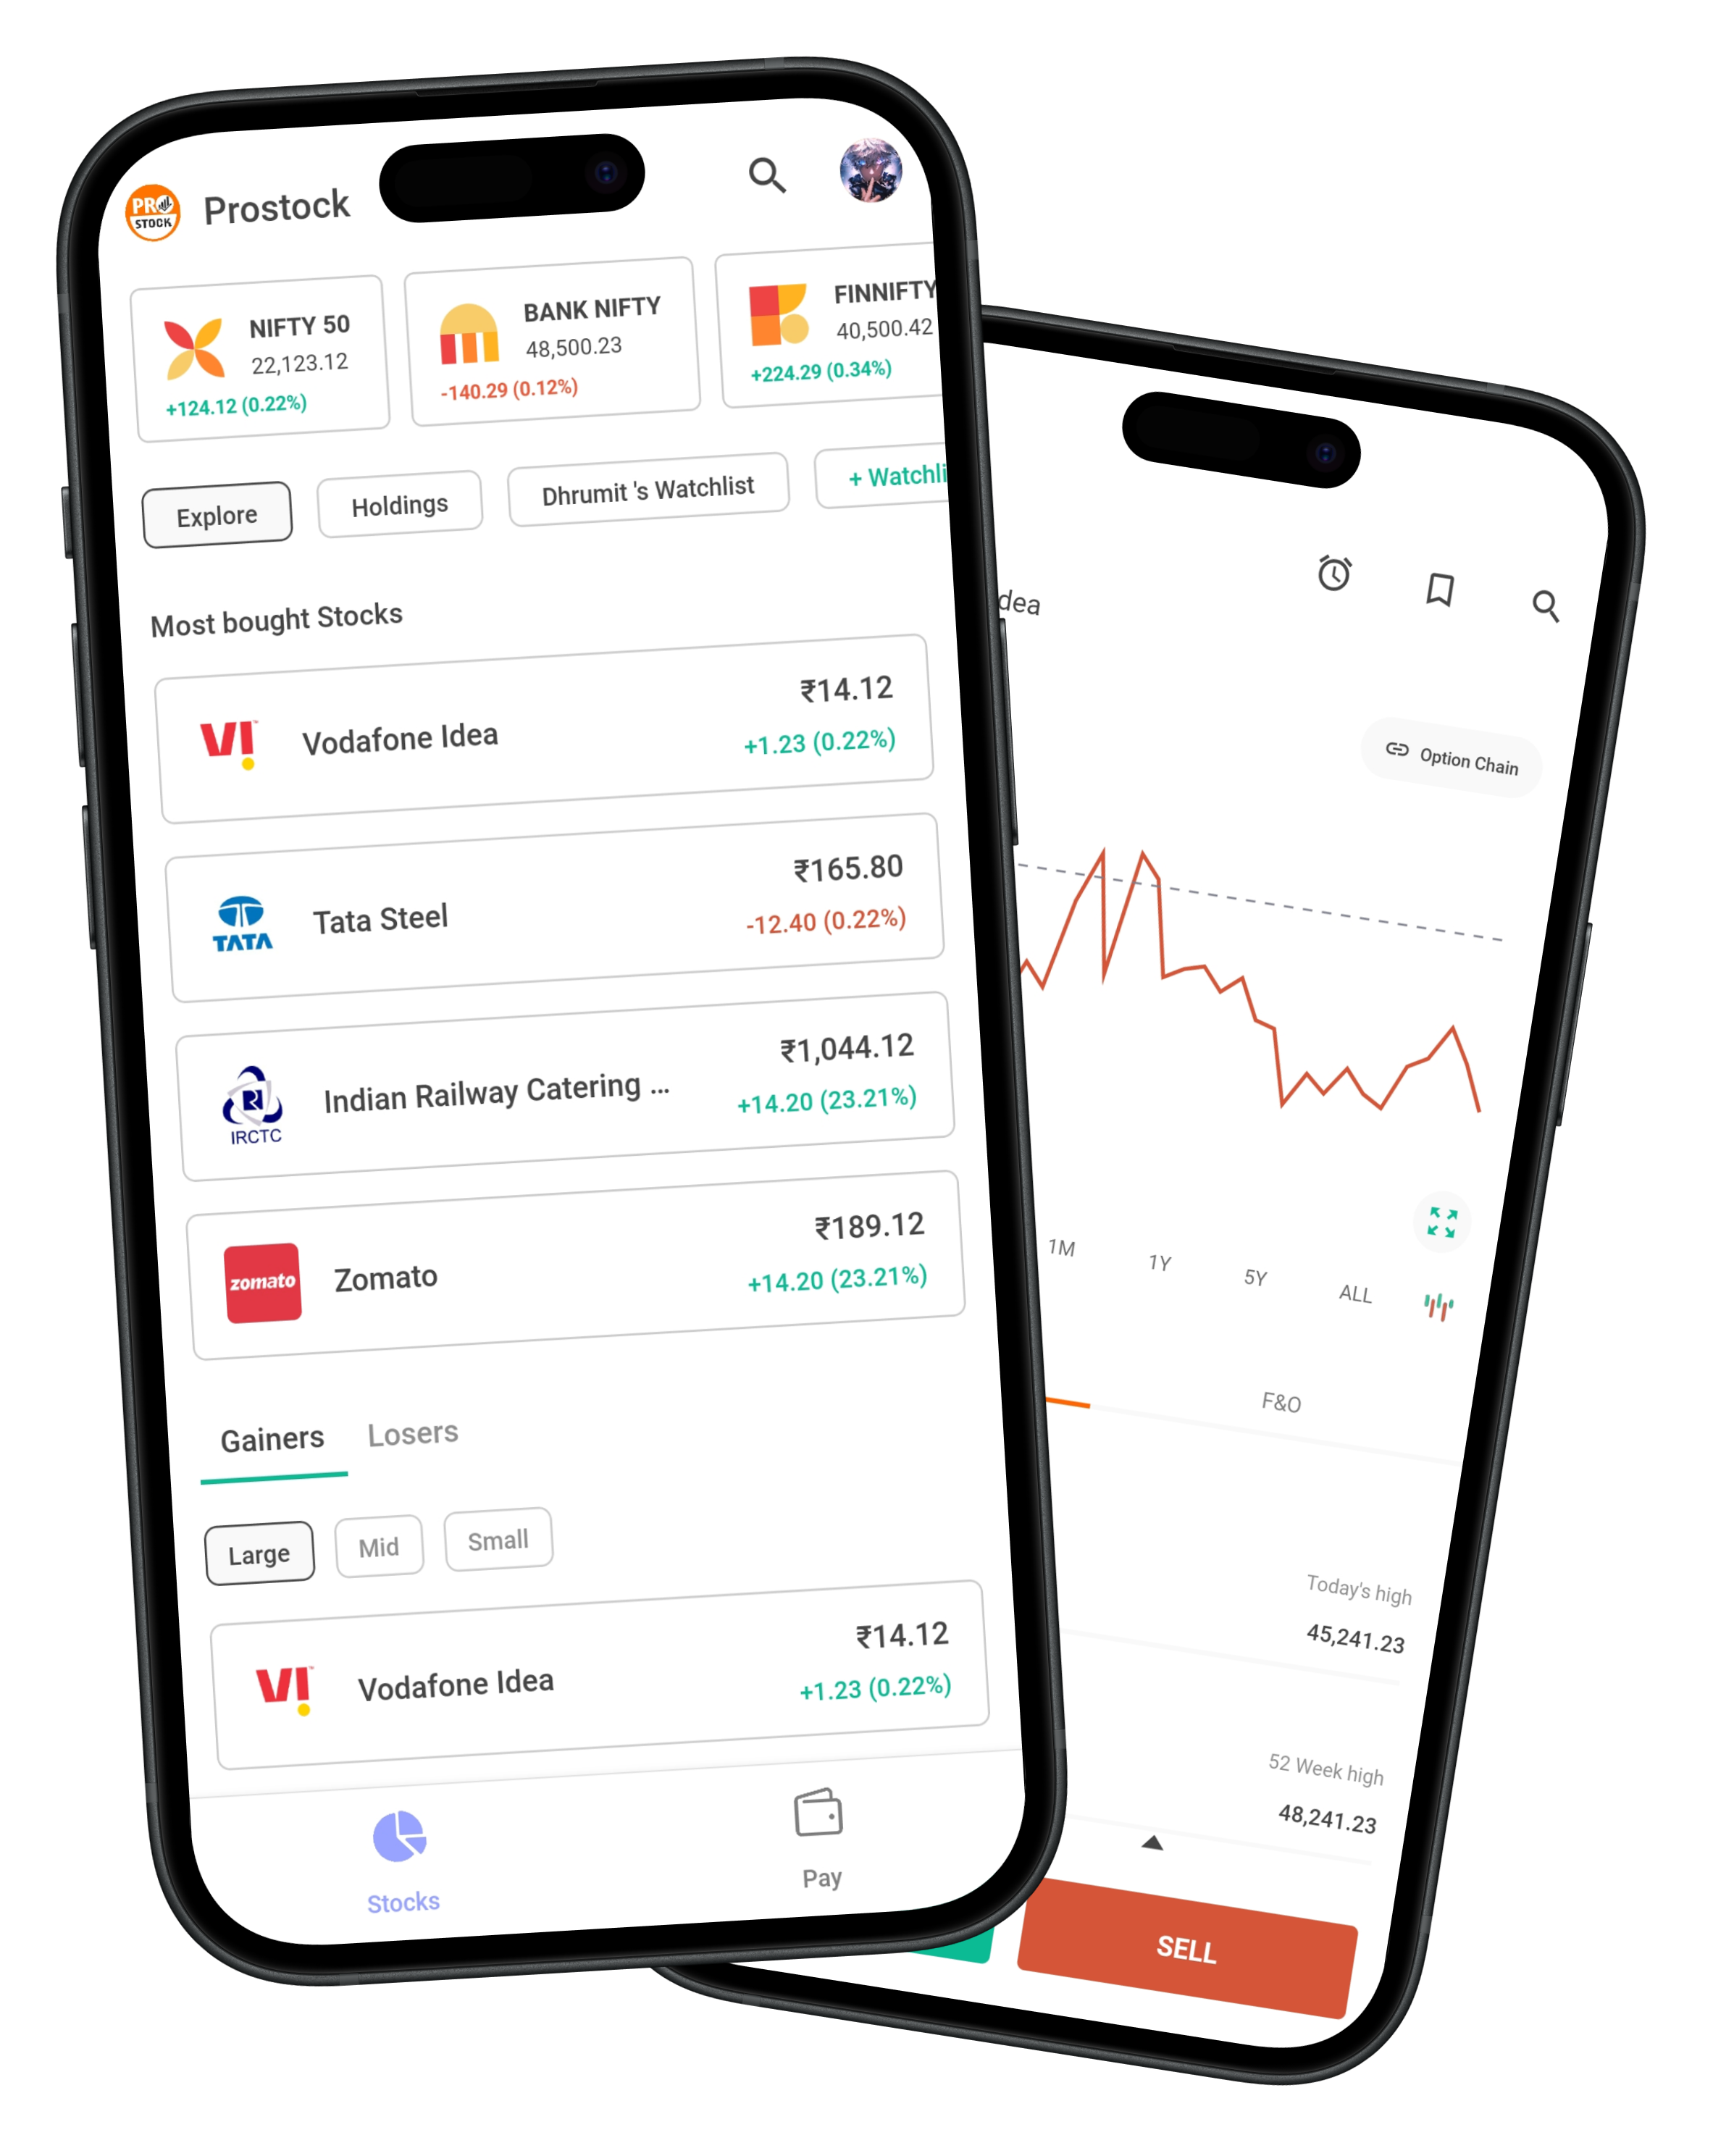 PRO
STOCK
Prostock
NIFTY 50
22,123.12
+124.12 (0.22%)
BANK NIFTY
48,500.23
-140.29 (0.12%)
FINNIFTY
40,500.42
+224.29 (0.34%)
Explore
Holdings
Dhrumit 's Watchlist
+ Watchli
Most bought Stocks
VI
Vodafone Idea
₹14.12
+1.23 (0.22%)
TATA
Tata Steel
₹165.80
-12.40 (0.22%)
IRCTC
Indian Railway Catering ...
₹1,044.12
+14.20 (23.21%)
zomato
Zomato
₹189.12
+14.20 (23.21%)
Gainers
Losers
Large
Mid
Small
VI
Vodafone Idea
₹14.12
+1.23 (0.22%)
Stocks
Pay
dea
Option Chain
1M
1Y
5Y
ALL
F&O
Today's high
45,241.23
52 Week high
48,241.23
SELL